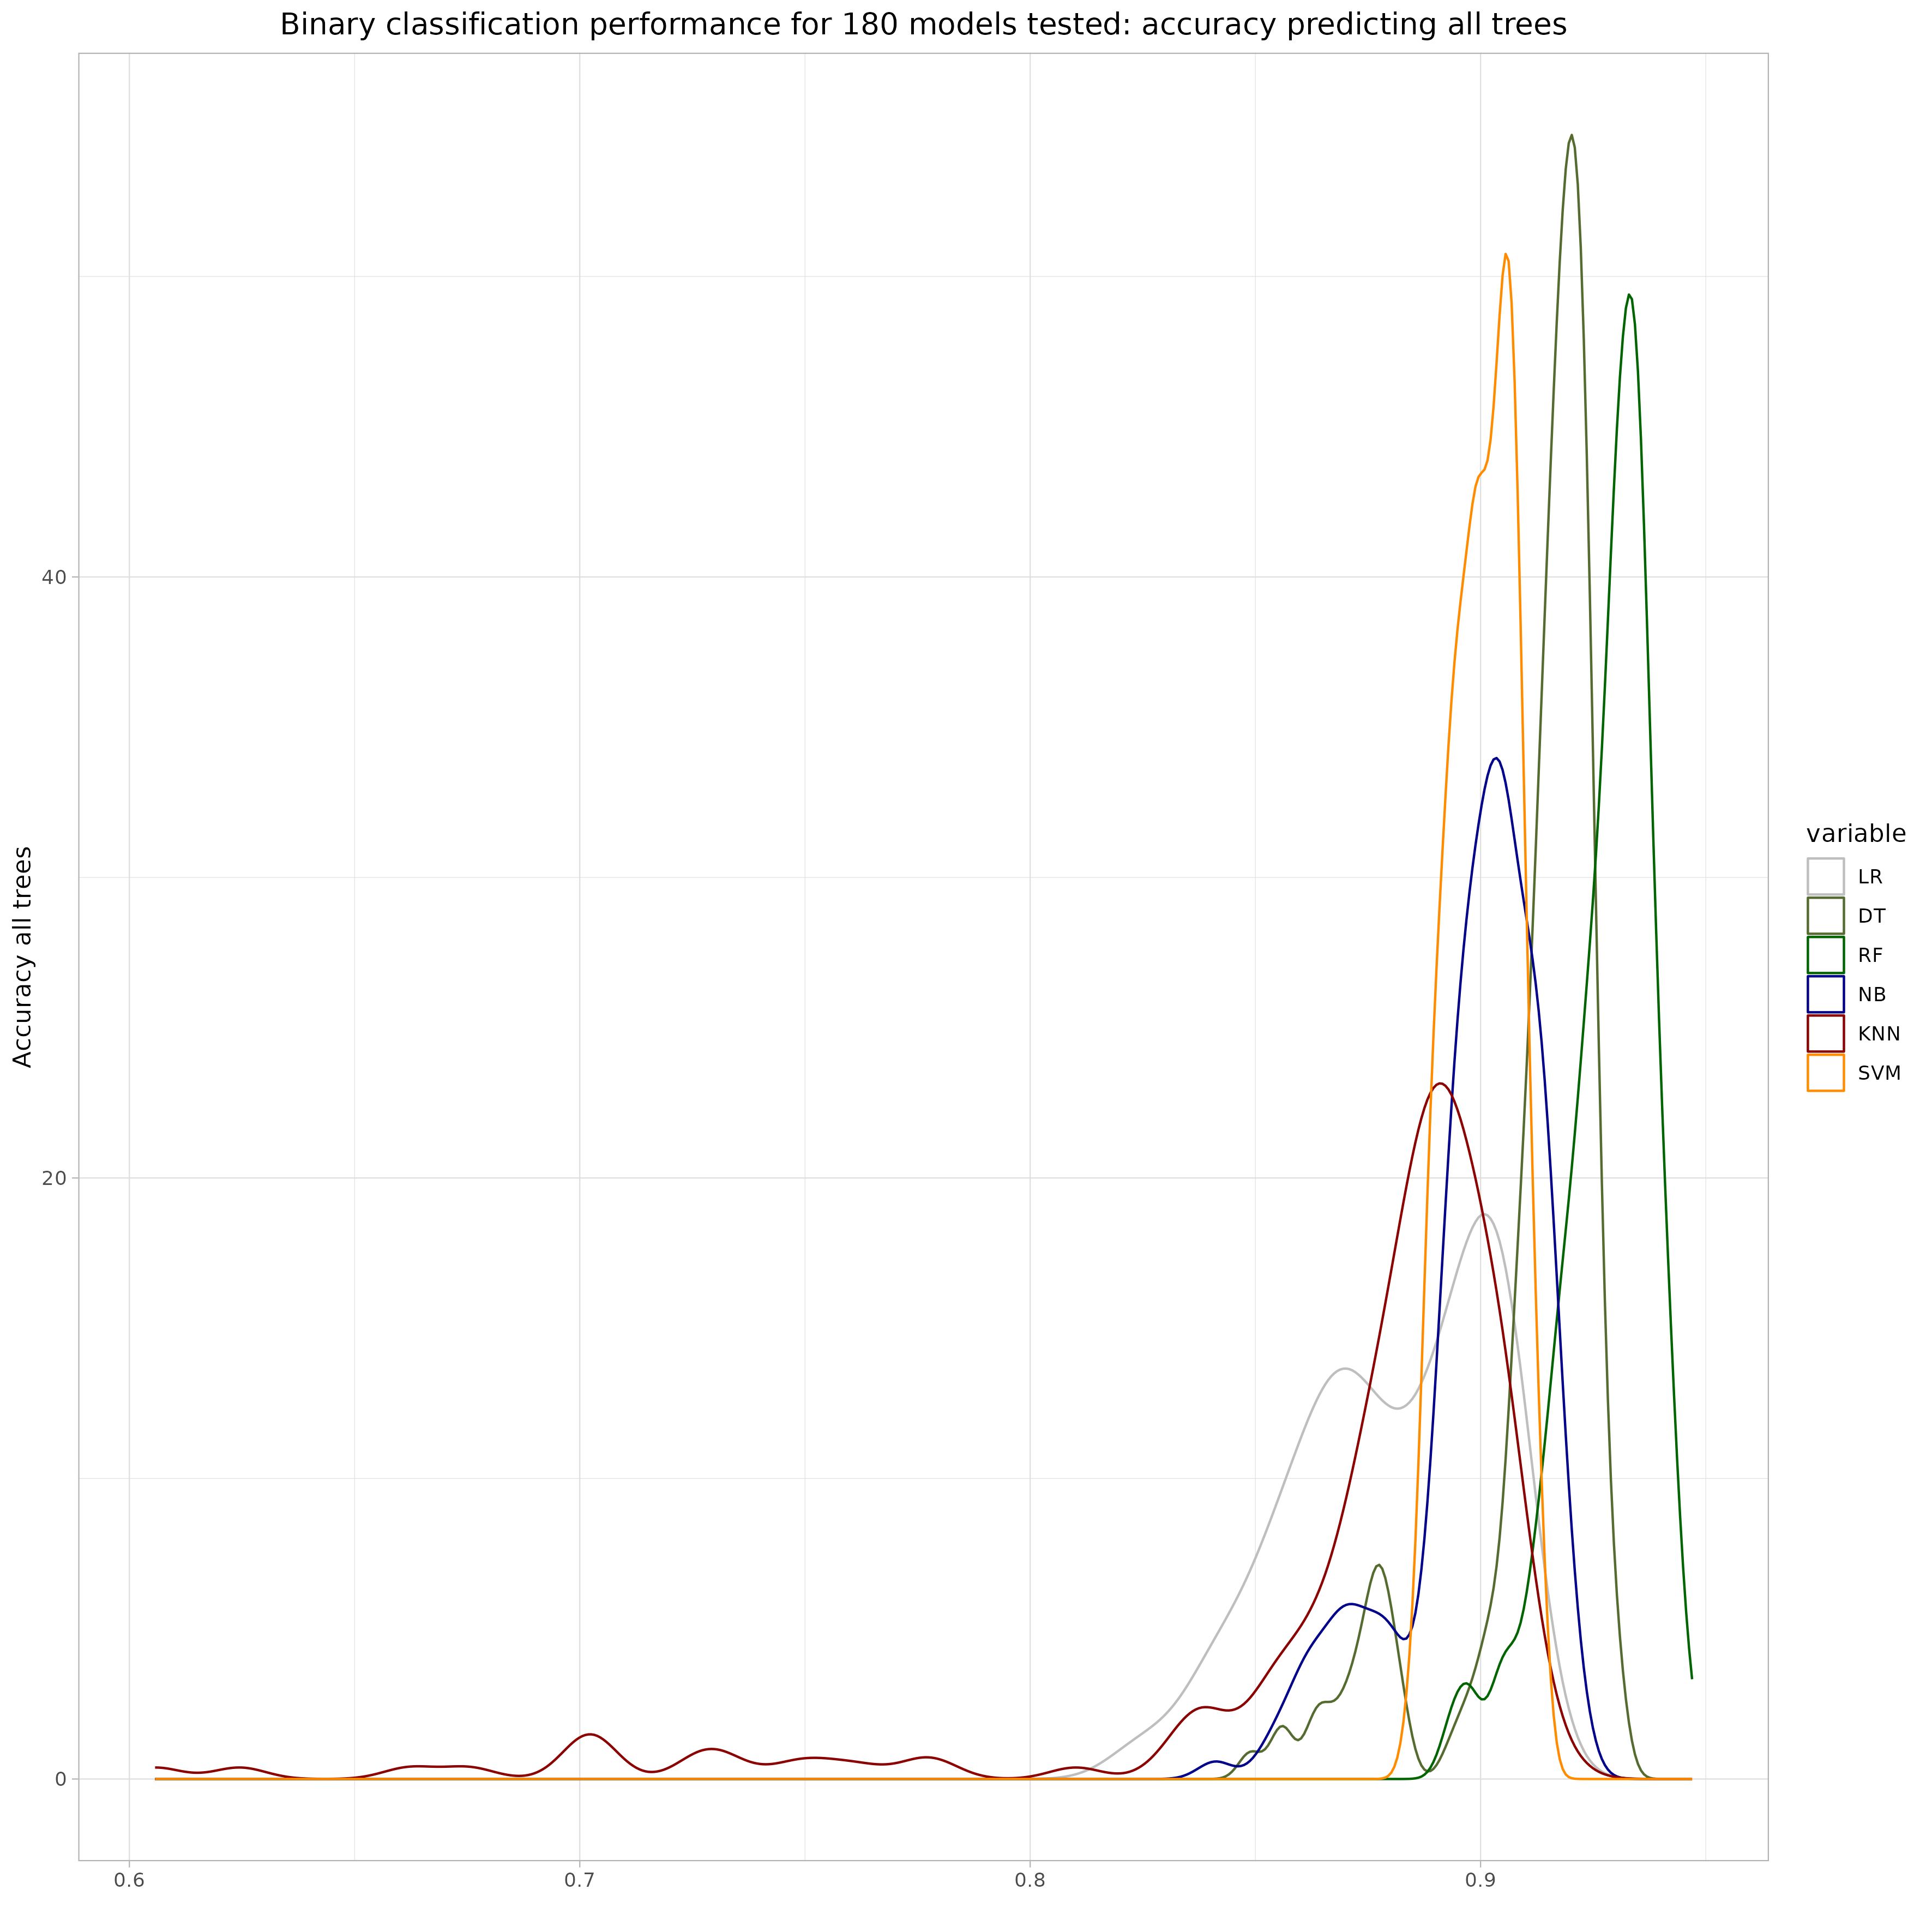 Binary classification performance for 180 models tested: accuracy predicting all trees
Accuracy all trees
40
20
0
0.6
0.7
0.8
0.9
variable
LR
DT
RF
NB
KNN
SVM